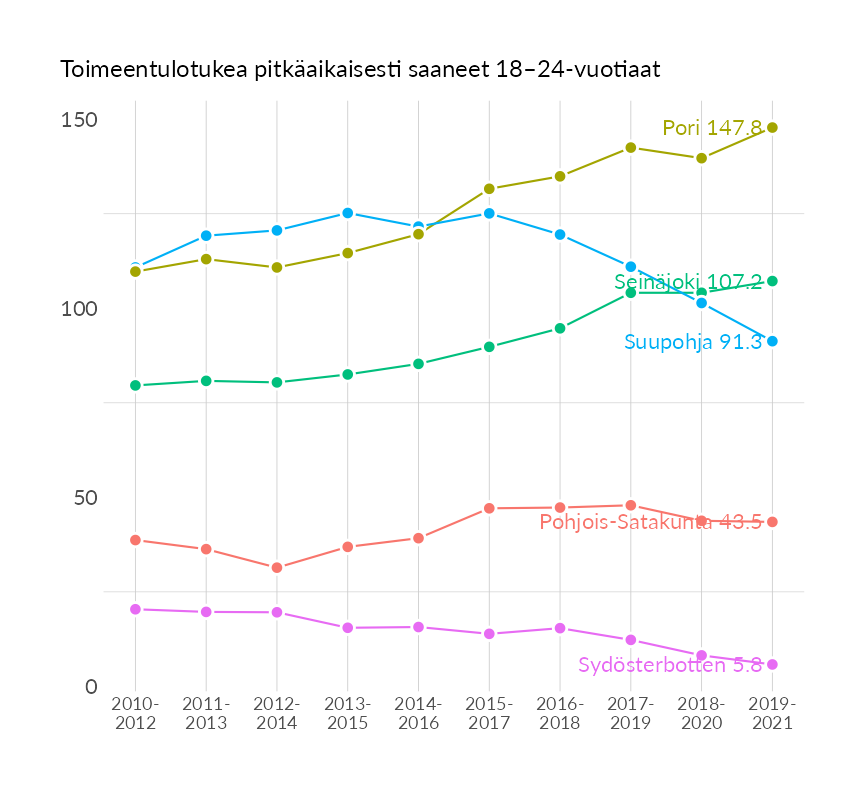 Toimeentulotukea pitkäaikaisesti saaneet 18–24-vuotiaat
150
Pori 147.8
Seinäjoki 107.2
100
Suupohja 91.3
50
Pohjois-Satakunta 43.5
Sydösterbotten 5.8
0
2010- 2011- 2012- 2013- 2014- 2015- 2016- 2017- 2018- 2019-
2012 2013 2014 2015 2016 2017 2018 2019 2020 2021